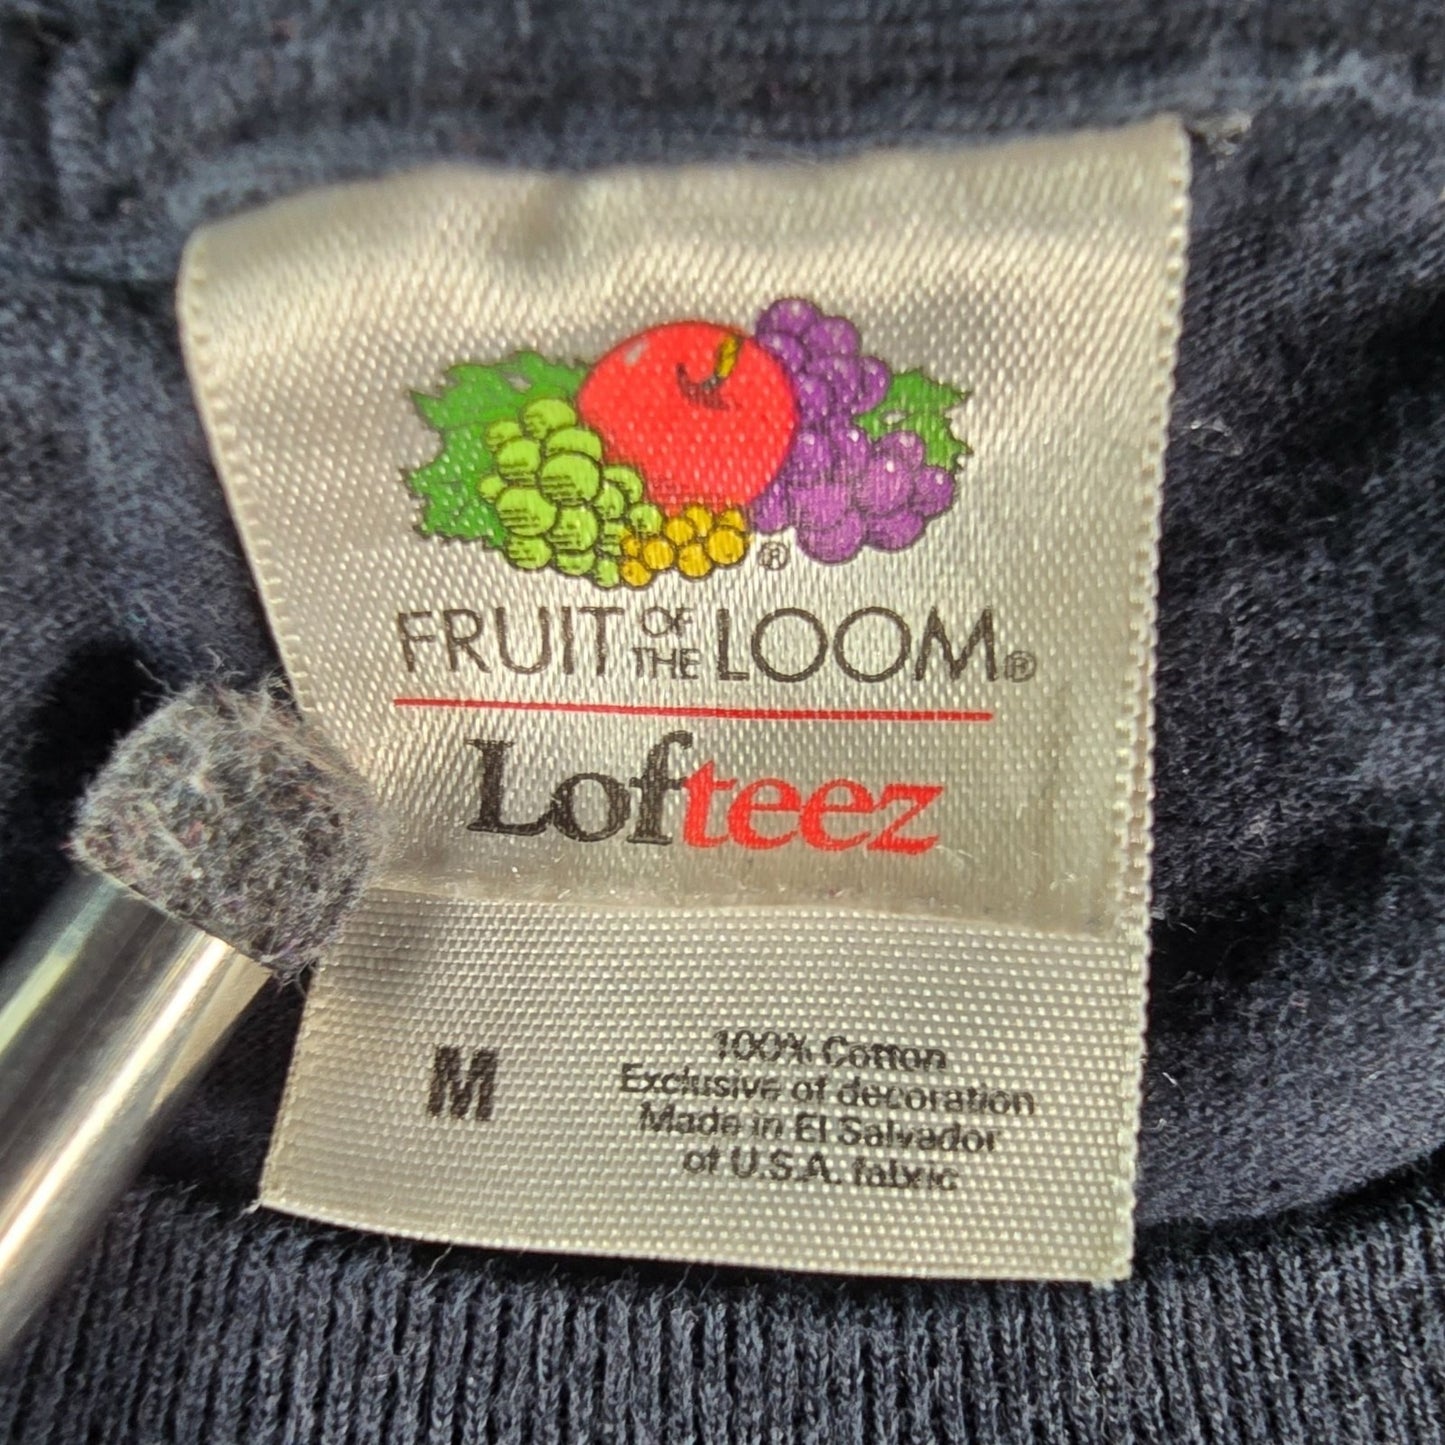 ®
FRUIT OF THE LOOM®
Lofteez
M
100% Cotton
Exclusive of decoration
Made in El Salvador
of U.S.A. fabric